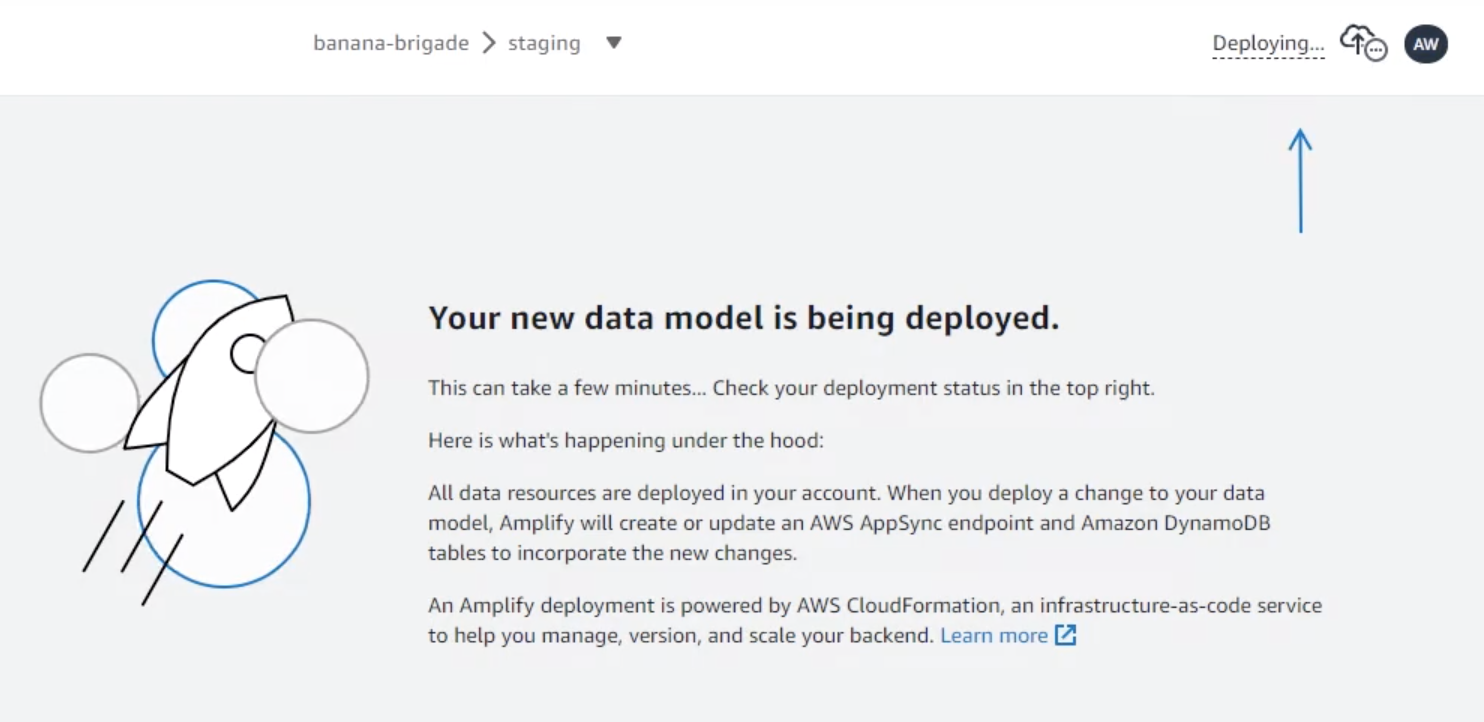 banana-brigade > staging ▼
Deploying...
AW
Your new data model is being deployed.
This can take a few minutes... Check your deployment status in the top right.
Here is what's happening under the hood:
All data resources are deployed in your account. When you deploy a change to your data
model, Amplify will create or update an AWS AppSync endpoint and Amazon DynamoDB
tables to incorporate the new changes.
An Amplify deployment is powered by AWS CloudFormation, an infrastructure-as-code service
to help you manage, version, and scale your backend. Learn more